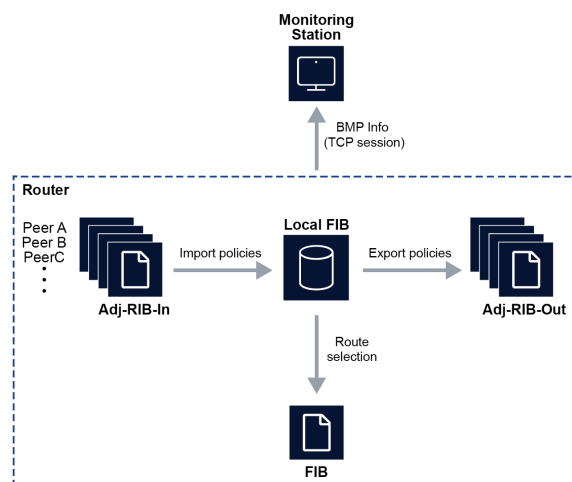 Monitoring
Station
BMP Info
(TCP session)
Router
Peer A
Peer B
PeerC
Adj-RIB-In
Import policies
Local FIB
Export policies
Adj-RIB-Out
Route
selection
FIB